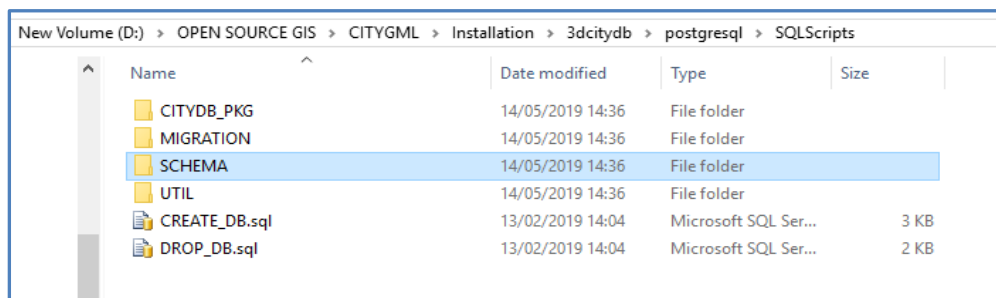 New Volume (D:) > OPEN SOURCE GIS > CITYGML > Installation > 3dcitydb > postgresql > SQLScripts
Name Date modified Type Size
CITYDB_PKG 14/05/2019 14:36 File folder
MIGRATION 14/05/2019 14:36 File folder
SCHEMA 14/05/2019 14:36 File folder
UTIL 14/05/2019 14:36 File folder
CREATE_DB.sql 13/02/2019 14:04 Microsoft SQL Ser... 3 KB
DROP_DB.sql 13/02/2019 14:04 Microsoft SQL Ser... 2 KB